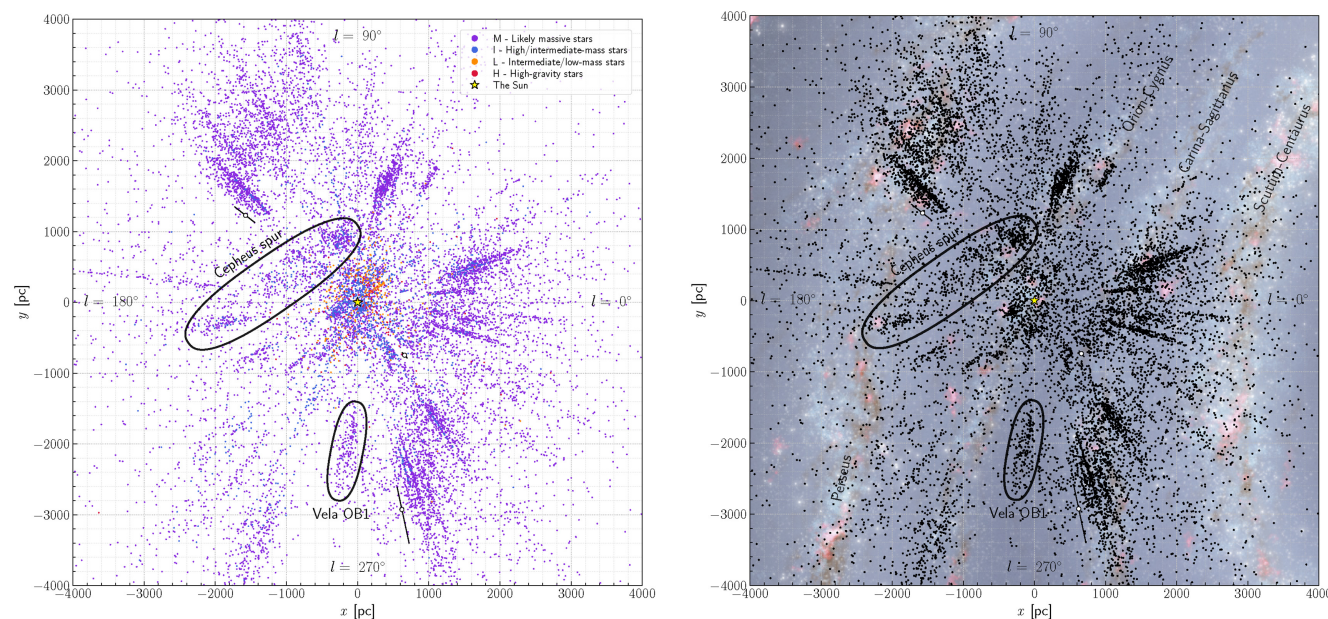 4000
3000
2000
1000
0
−1000
−2000
−3000
−4000
y [pc]
−4000 −3000 −2000 −1000 0 1000 2000 3000 4000
x [pc]
l = 90°
M - Likely massive stars
I - High/intermediate-mass stars
L - Intermediate/low-mass stars
H - High-gravity stars
The Sun
Cepheus spur
l = 180°
l = 0°
Vela OB1
l = 270°
4000
3000
2000
1000
0
−1000
−2000
−3000
−4000
y [pc]
−4000 −3000 −2000 −1000 0 1000 2000 3000 4000
x [pc]
l = 90°
Orion-Cygnus
Carina-Sagittarius
Scutum-Centaurus
Cepheus spur
l = 180°
l = 0°
Perseus
Vela OB1
l = 270°